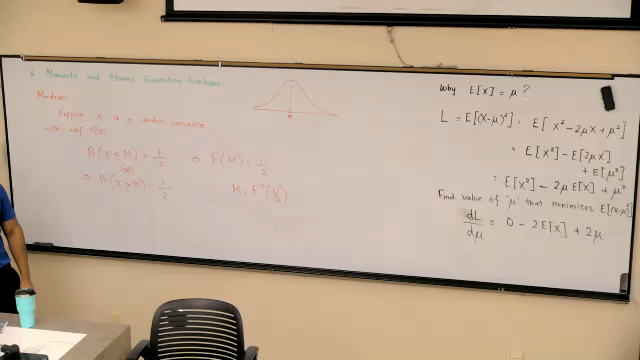 6 Moments and Moment Generating Functions
Median:
Suppose X is a random variable
with cdf F(x).
Pr(X ≤ M) = 1/2 ⇒ F(M) = 1/2
(or)
⇒ Pr(X ≥ M) = 1/2 M = F⁻¹(1/2)
M
Why E[X] = μ ?
L = E[(X-μ)²] = E[ X² - 2μX + μ²]
= E[X²] - E[2μX]
+ E[μ²]
= E[X²] - 2μ E[X] + μ²
Find value of 'μ' that minimizes E[(X-μ)²]
dL/dμ = 0 - 2E[X] + 2μ